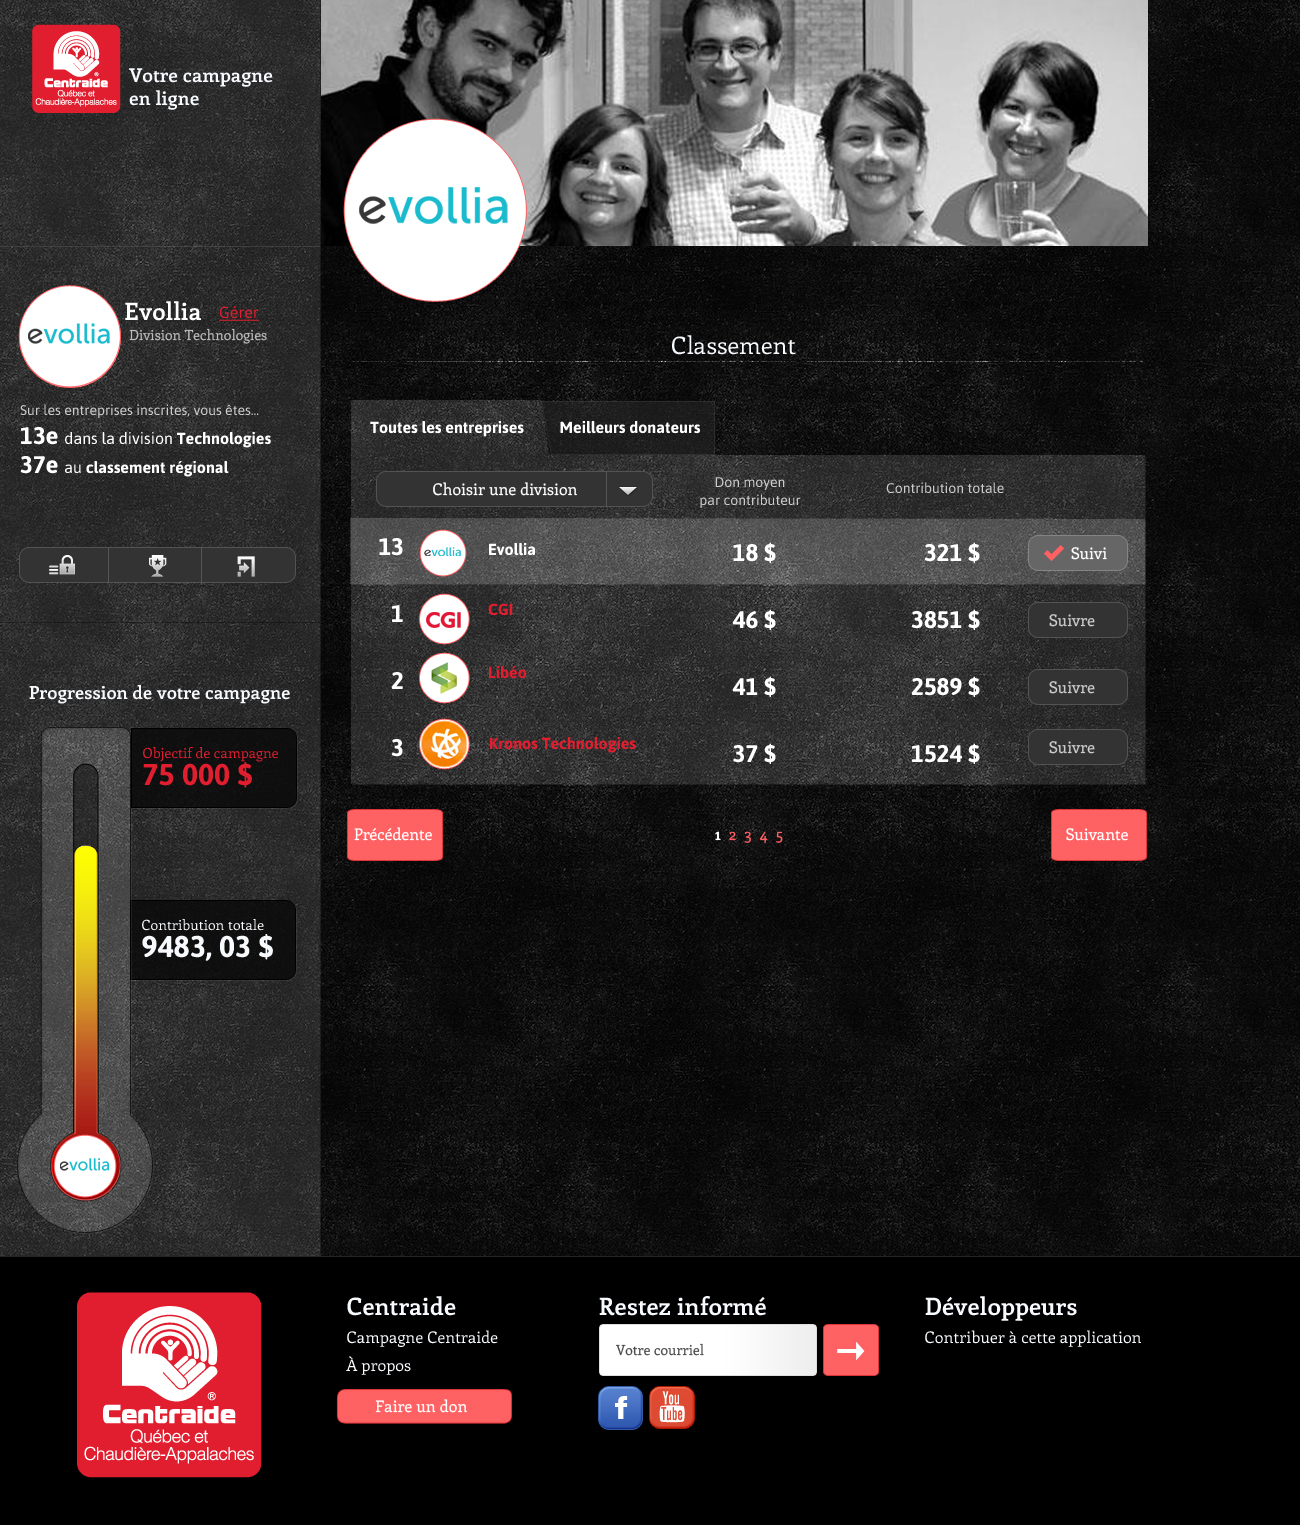 Centraide
Québec et
Chaudière-Appalaches
Votre campagne
en ligne
evollia
evollia
Evollia Gérer
Division Technologies
Sur les entreprises inscrites, vous êtes...
13e dans la division Technologies
37e au classement régional
Progression de votre campagne
Objectif de campagne
75 000 $
Contribution totale
9483, 03 $
evollia
Classement
Toutes les entreprises Meilleurs donateurs
Choisir une division
Don moyen
par contributeur
Contribution totale
13 evollia Evollia 18 $ 321 $ Suivi
1 CGI CGI 46 $ 3851 $ Suivre
2 Libéo 41 $ 2589 $ Suivre
3 Kronos Technologies 37 $ 1524 $ Suivre
Précédente 1 2 3 4 5 Suivante
®
Centraide
Québec et
Chaudière-Appalaches
Centraide
Campagne Centraide
À propos
Faire un don
Restez informé
Votre courriel
f You
Tube
Développeurs
Contribuer à cette application